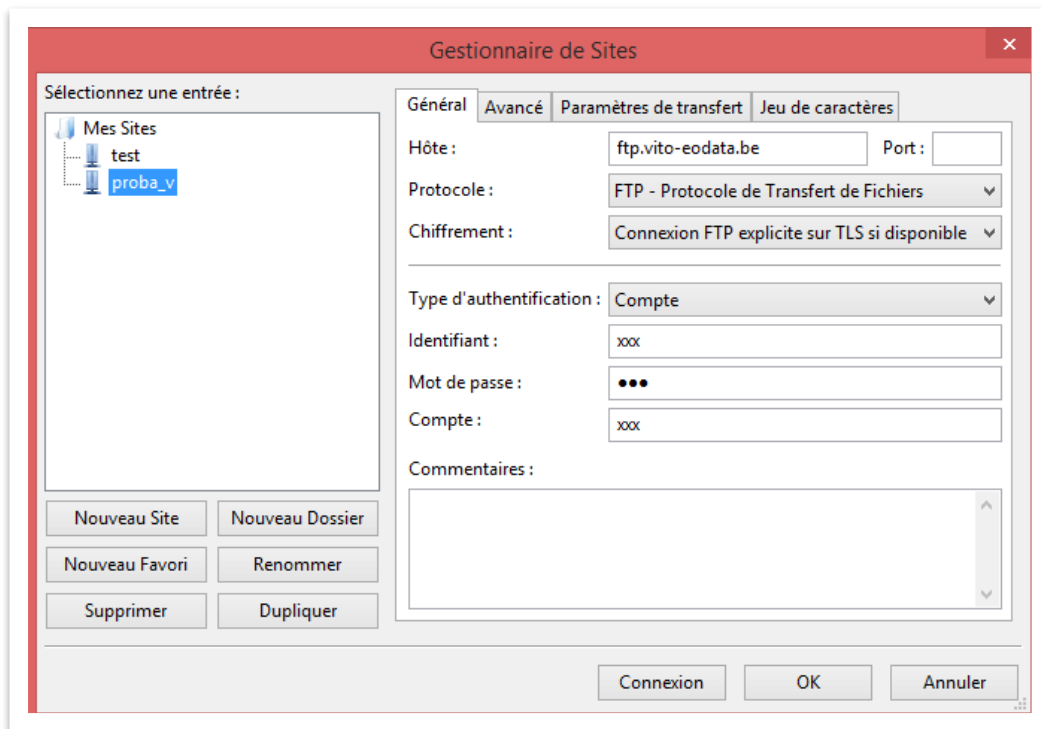 Gestionnaire de Sites
Sélectionnez une entrée :
Mes Sites
test
proba_v
Nouveau Site
Nouveau Dossier
Nouveau Favori
Renommer
Supprimer
Dupliquer
Général
Avancé
Paramètres de transfert
Jeu de caractères
Hôte :
ftp.vito-eodata.be
Port :
Protocole :
FTP - Protocole de Transfert de Fichiers
Chiffrement :
Connexion FTP explicite sur TLS si disponible
Type d'authentification :
Compte
Identifiant :
xxx
Mot de passe :
●●●
Compte :
xxx
Commentaires :
Connexion
OK
Annuler